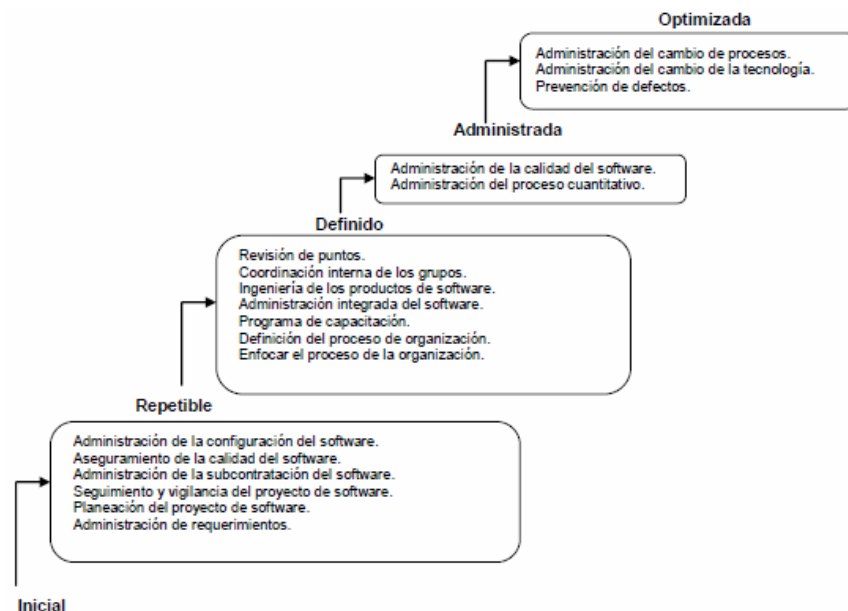 Optimizada
Administración del cambio de procesos.
Administración del cambio de la tecnología.
Prevención de defectos.
Administrada
Administración de la calidad del software.
Administración del proceso cuantitativo.
Definido
Revisión de puntos.
Coordinación interna de los grupos.
Ingeniería de los productos de software.
Administración integrada del software.
Programa de capacitación.
Definición del proceso de organización.
Enfocar el proceso de la organización.
Repetible
Administración de la configuración del software.
Aseguramiento de la calidad del software.
Administración de la subcontratación del software.
Seguimiento y vigilancia del proyecto de software.
Planeación del proyecto de software.
Administración de requerimientos.
Inicial